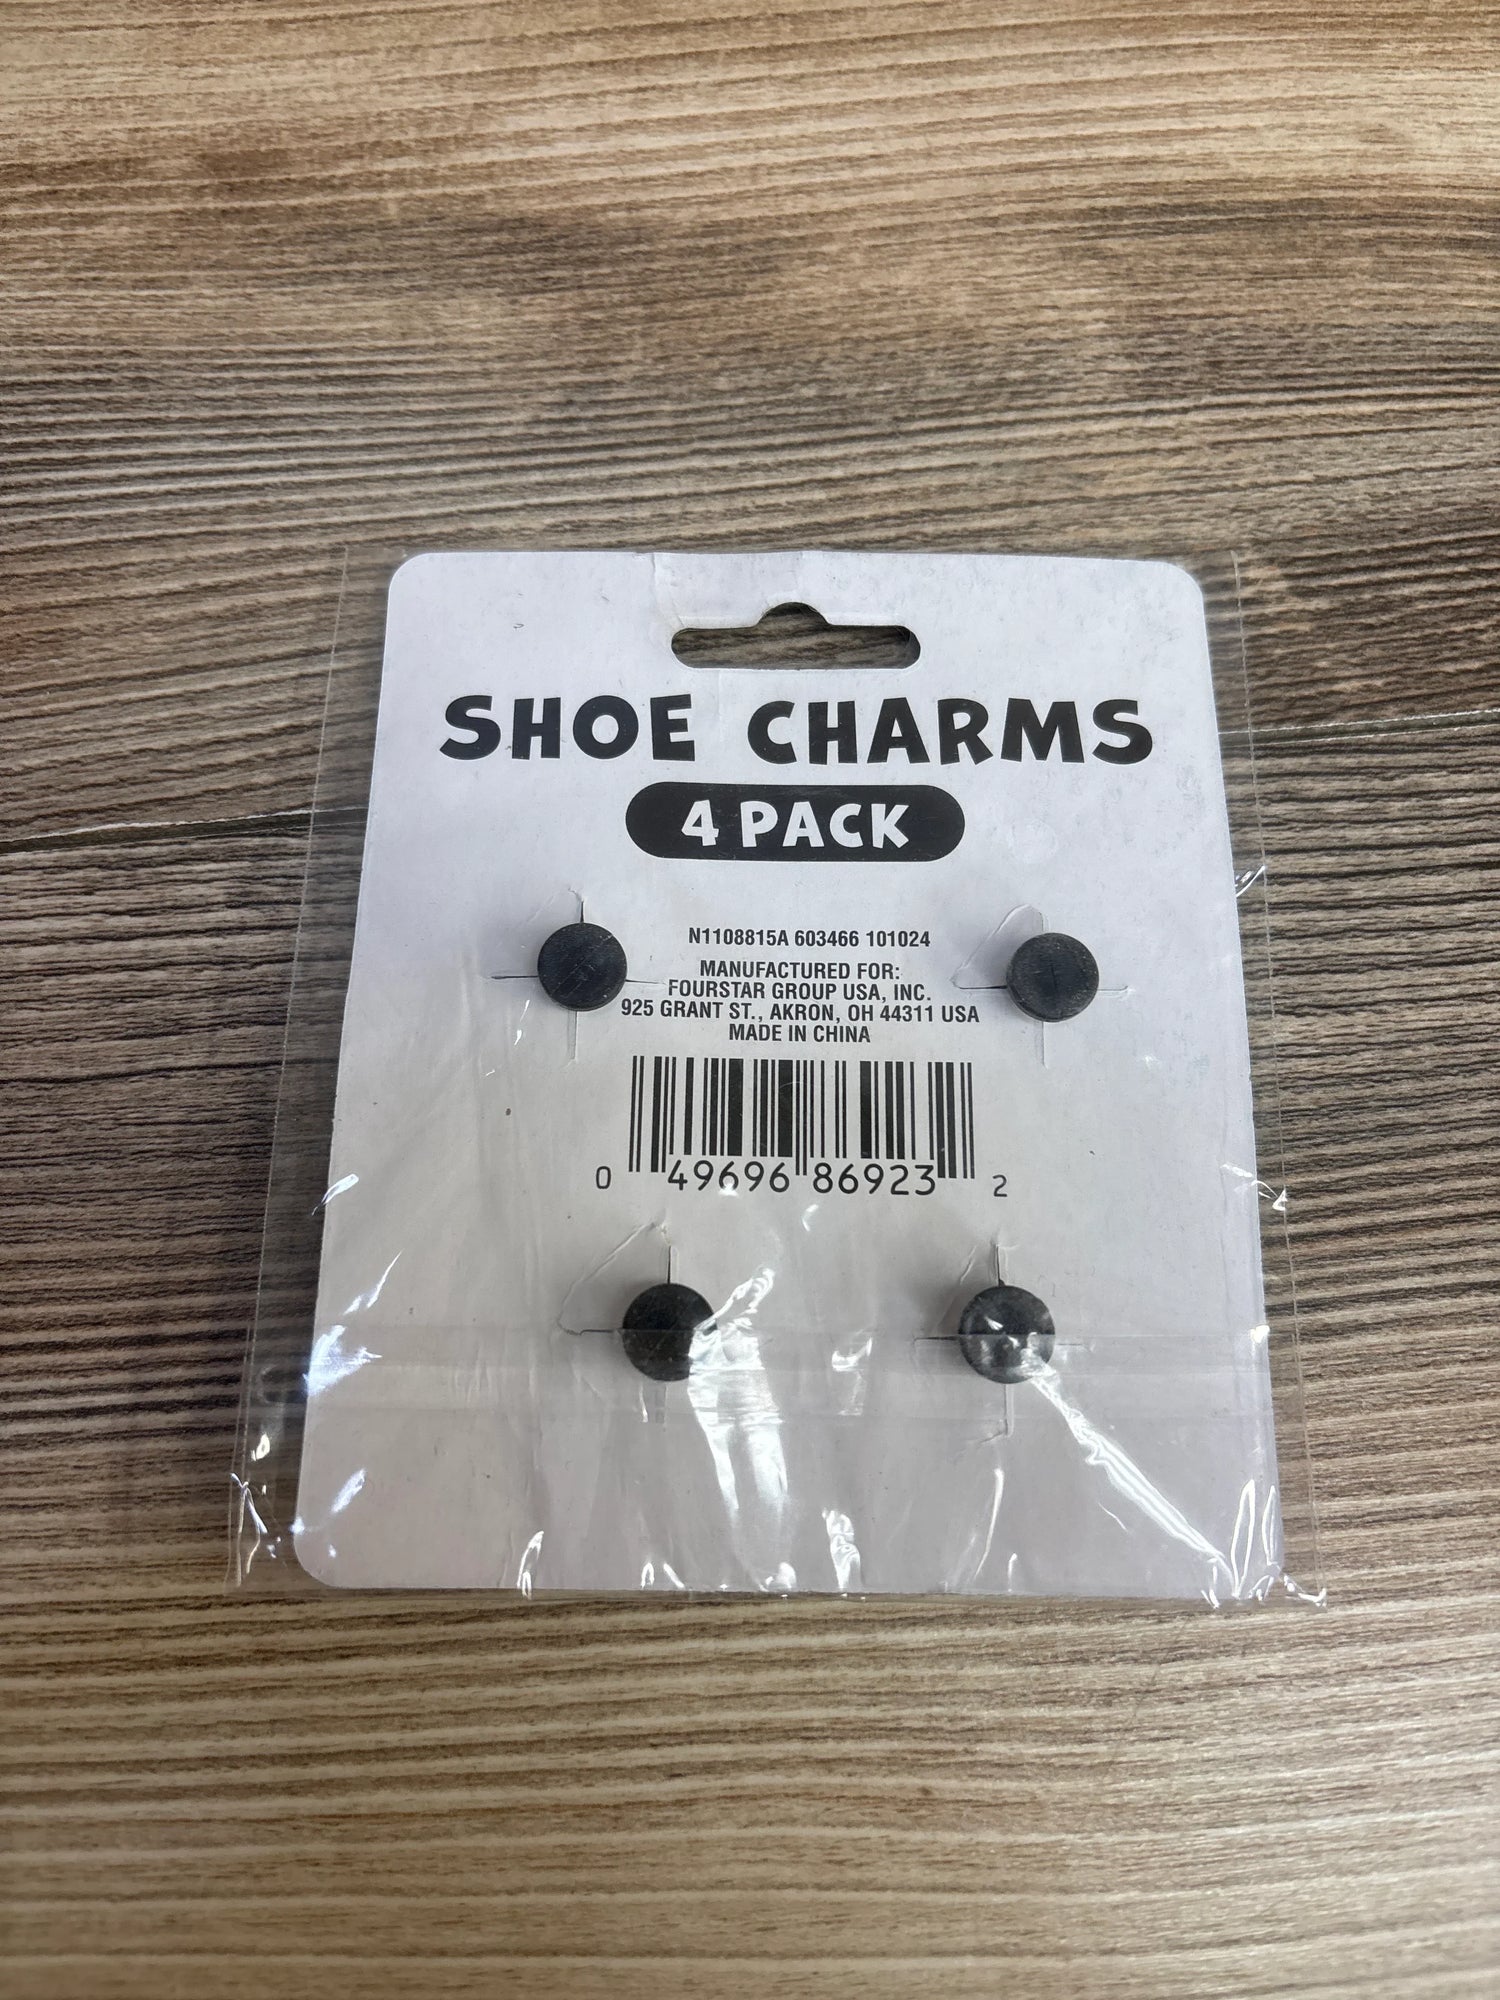 SHOE CHARMS
4 PACK
N1108815A 603466 101024
MANUFACTURED FOR:
FOURSTAR GROUP USA, INC.
925 GRANT ST., AKRON, OH 44311 USA
MADE IN CHINA
0 49696 86923 2